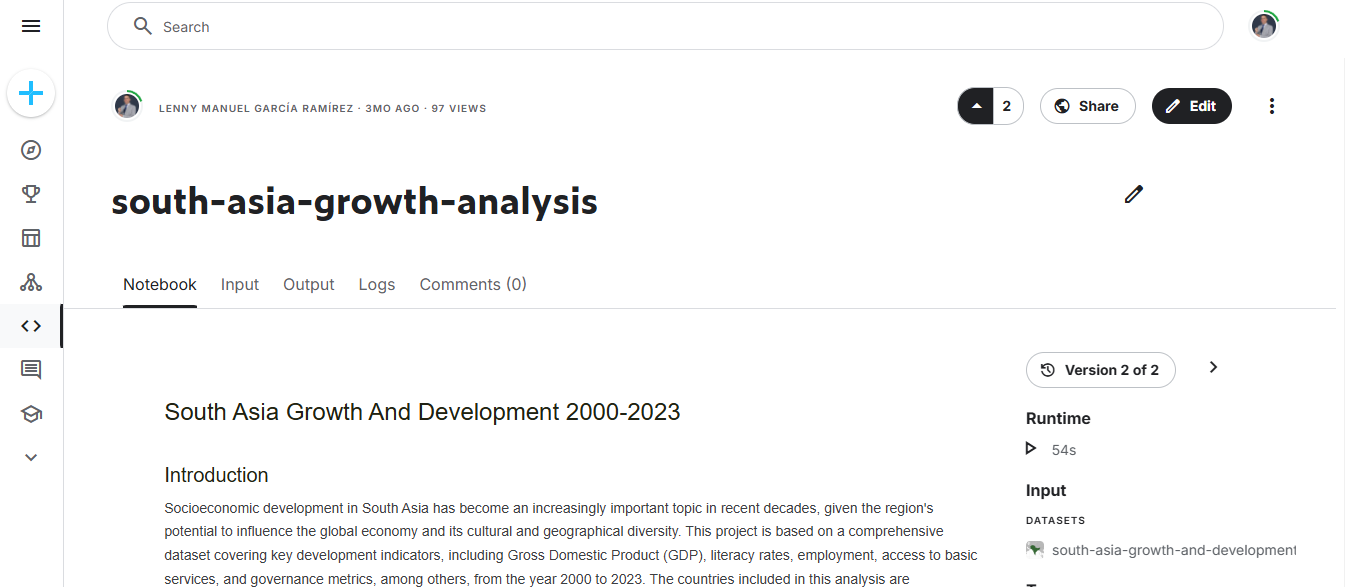 Search
LENNY MANUEL GARCÍA RAMÍREZ · 3MO AGO · 97 VIEWS
2
Share
Edit
south-asia-growth-analysis
Notebook Input Output Logs Comments (0)
Version 2 of 2
South Asia Growth And Development 2000-2023
Introduction
Socioeconomic development in South Asia has become an increasingly important topic in recent decades, given the region's
potential to influence the global economy and its cultural and geographical diversity. This project is based on a comprehensive
dataset covering key development indicators, including Gross Domestic Product (GDP), literacy rates, employment, access to basic
services, and governance metrics, among others, from the year 2000 to 2023. The countries included in this analysis are
Runtime
54s
Input
DATASETS
south-asia-growth-and-development